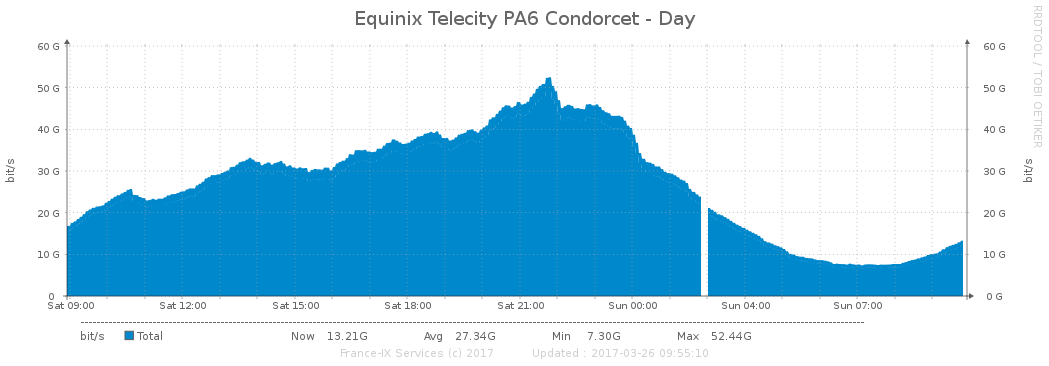 Equinix Telecity PA6 Condorcet - Day
RRDTOOL / TOBI OETIKER
60 G 60 G
50 G 50 G
40 G 40 G
30 G 30 G
20 G 20 G
10 G 10 G
0 0 G
bit/s bit/s
Sat 09:00 Sat 12:00 Sat 15:00 Sat 18:00 Sat 21:00 Sun 00:00 Sun 04:00 Sun 07:00
bit/s Total Now 13.21G Avg 27.34G Min 7.30G Max 52.44G
France-IX Services (c) 2017 Updated : 2017-03-26 09:55:10